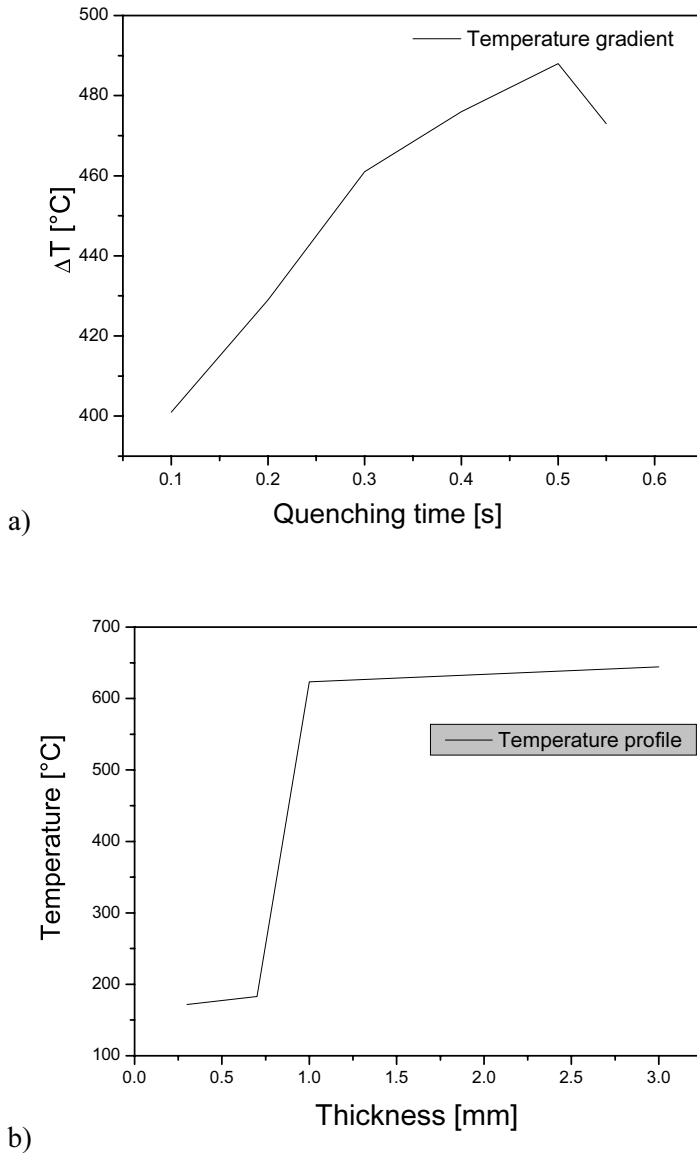 500
Temperature gradient
480
460
440
420
400
ΔT [°C]
0.1 0.2 0.3 0.4 0.5 0.6
Quenching time [s]
a)
700
600
Temperature profile
500
400
300
200
100
Temperature [°C]
0.0 0.5 1.0 1.5 2.0 2.5 3.0
Thickness [mm]
b)